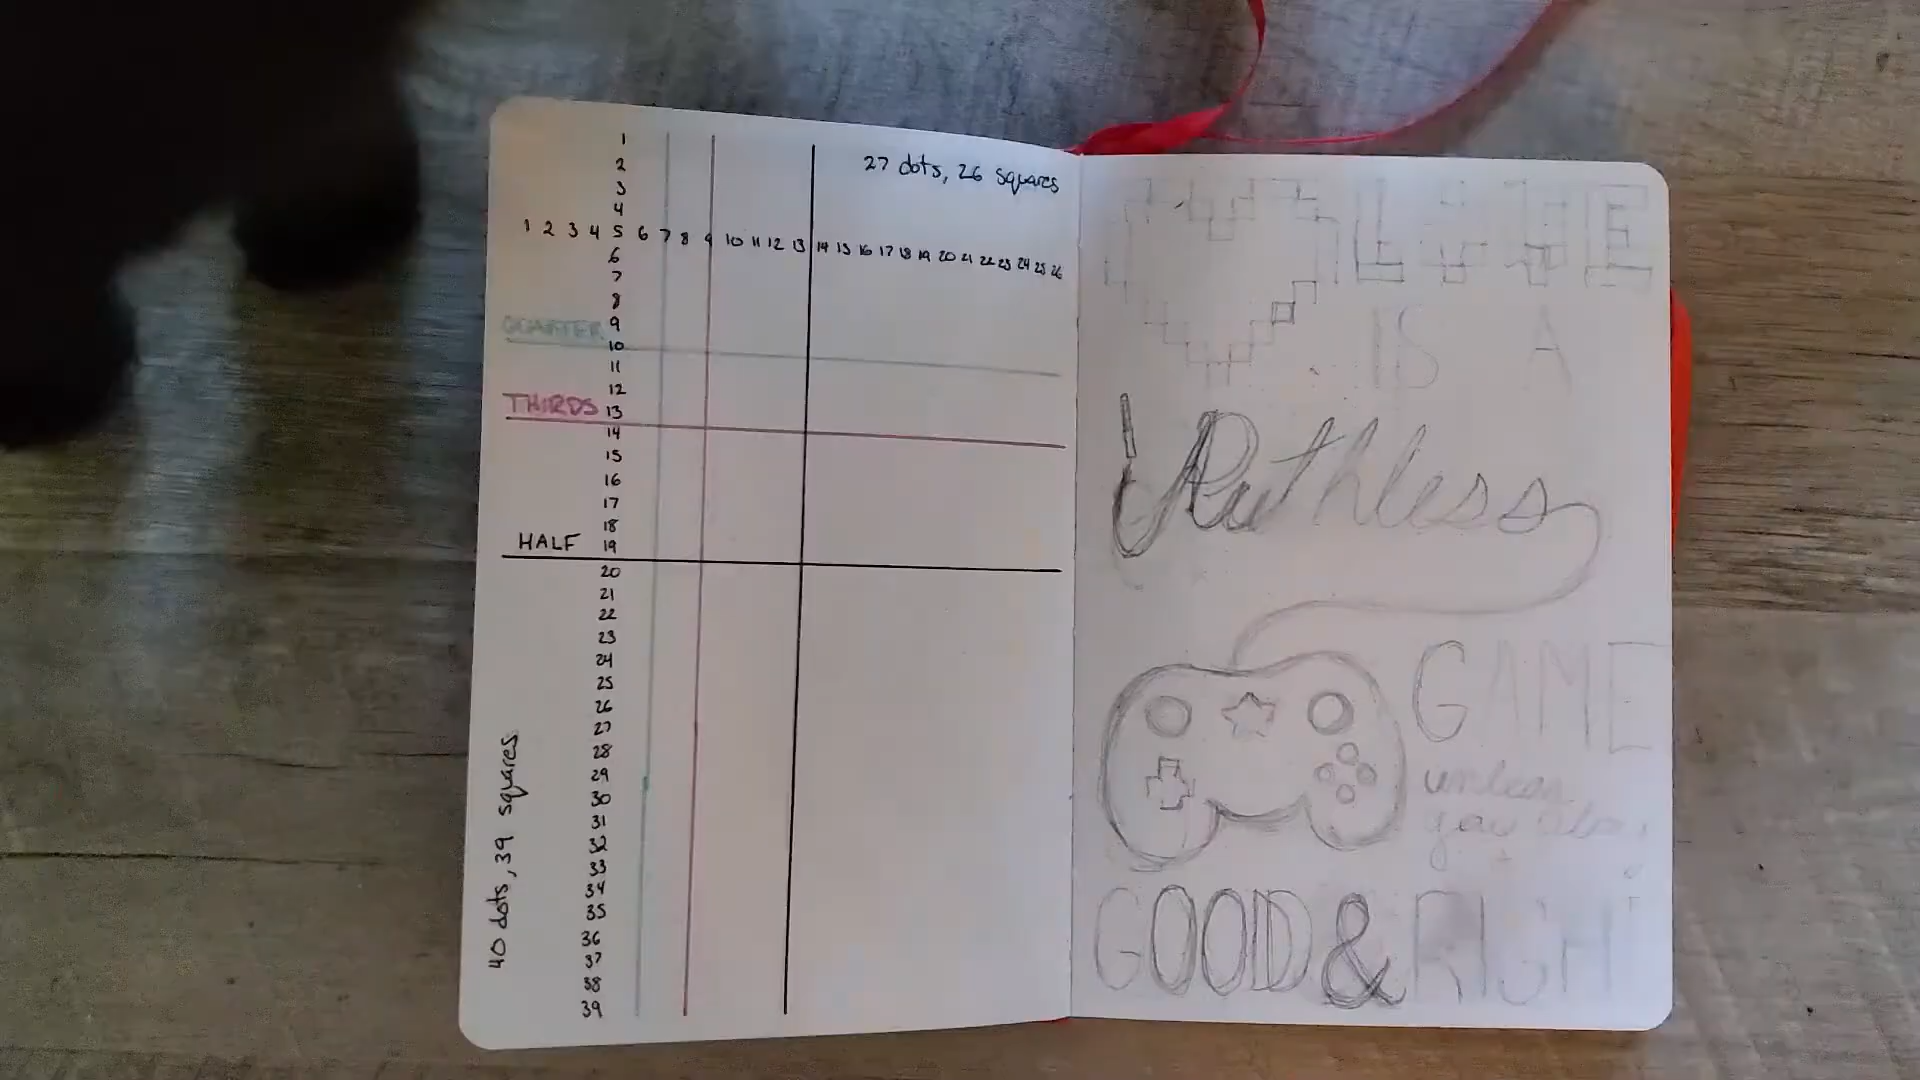 27 dots, 26 squares
1
2
3
4
1 2 3 4 5 6 7 8 9 10 11 12 13 14 15 16 17 18 19 20 21 22 23 24 25 26
6
7
8
QUARTER 9
10
11
12
THIRDS 13
14
15
16
17
18
HALF 19
20
21
22
23
24
25
26
27
28
29
30
31
32
33
34
35
36
37
38
39
40 dots, 39 squares
LIFE
IS A
Ruthless
GAME
unless
you play
GOOD & RIGHT